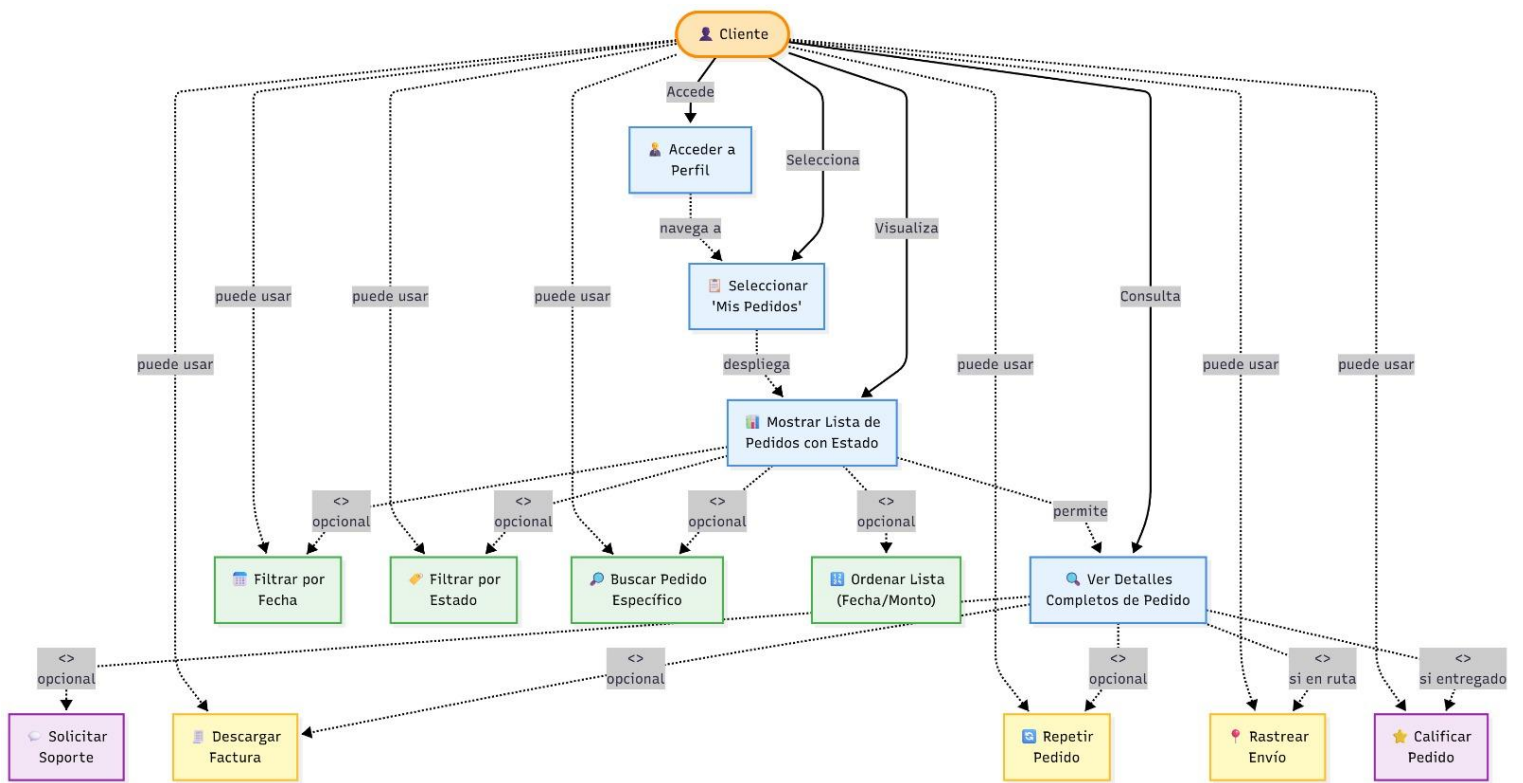 Cliente
Accede
Acceder a
Perfil
Selecciona
navega a
Visualiza
Seleccionar
'Mis Pedidos'
puede usar
puede usar
puede usar
Consulta
puede usar
despliega
puede usar
puede usar
puede usar
Mostrar Lista de
Pedidos con Estado
<>
opcional
<>
opcional
<>
opcional
<>
opcional
permite
Filtrar por
Fecha
Filtrar por
Estado
Buscar Pedido
Específico
Ordenar Lista
(Fecha/Monto)
Ver Detalles
Completos de Pedido
<>
opcional
<>
opcional
<>
opcional
<>
si en ruta
<>
si entregado
Solicitar
Soporte
Descargar
Factura
Repetir
Pedido
Rastrear
Envío
Calificar
Pedido